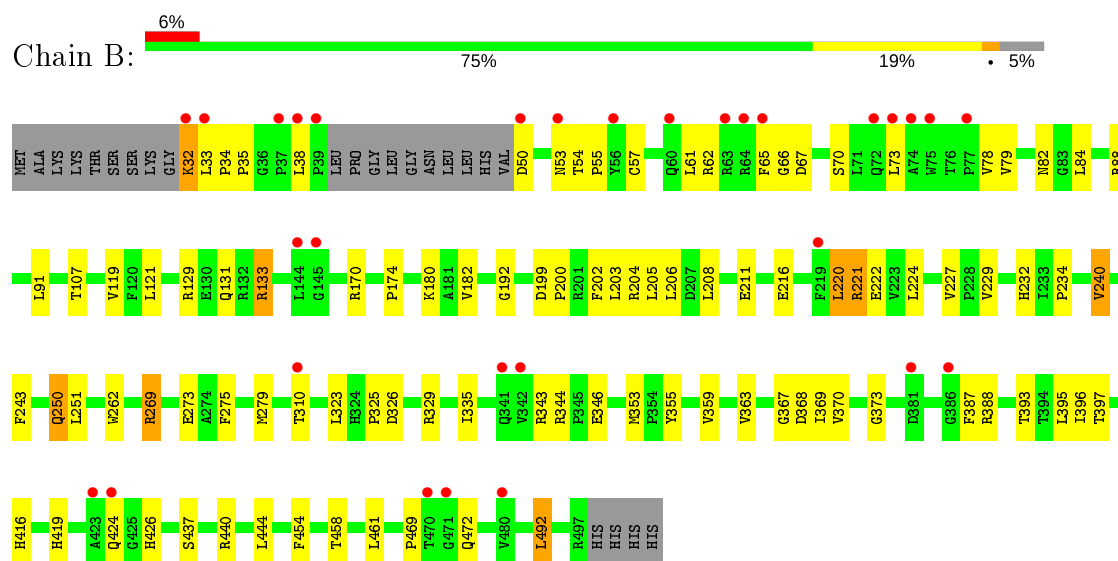 6%
Chain B:
75% 19% • 5%
MET ALA LYS LYS THR SER SER LYS GLY K32 L33 P34 P35 G36 P37 L38 P39 LEU PRO GLY LEU GLY ASN LEU LEU HIS VAL D50 N53 T54 P55 Y56 C57 Q60 L61 R62 R63 R64 F65 G66 D67 S70 L71 Q72 L73 A74 W75 T76 P77 V78 V79 N82 G83 L84
L91 T107 V119 F120 L121 R129 E130 Q131 R132 R133 L144 G145 R170 P174 K180 A181 V182 G192 D199 P200 R201 F202 L203 R204 L205 L206 D207 L208 E211 E216 F219 L220 R221 E222 V223 L224 V227 P228 V229 H232 I233 P234 V240
F243 Q250 L251 W262 R269 E273 A274 F275 M279 T310 L323 H324 P325 D326 R329 I335 Q341 V342 R343 R344 P345 E346 M353 P354 Y355 V359 V363 G367 D368 I369 V370 G373 D381 G386 F387 R388 T393 T394 L395 I396 T397
H416 H419 A423 Q424 G425 H426 S437 R440 L444 F454 T458 L461 P469 T470 G471 Q472 V480 L492 R497 HIS HIS HIS HIS